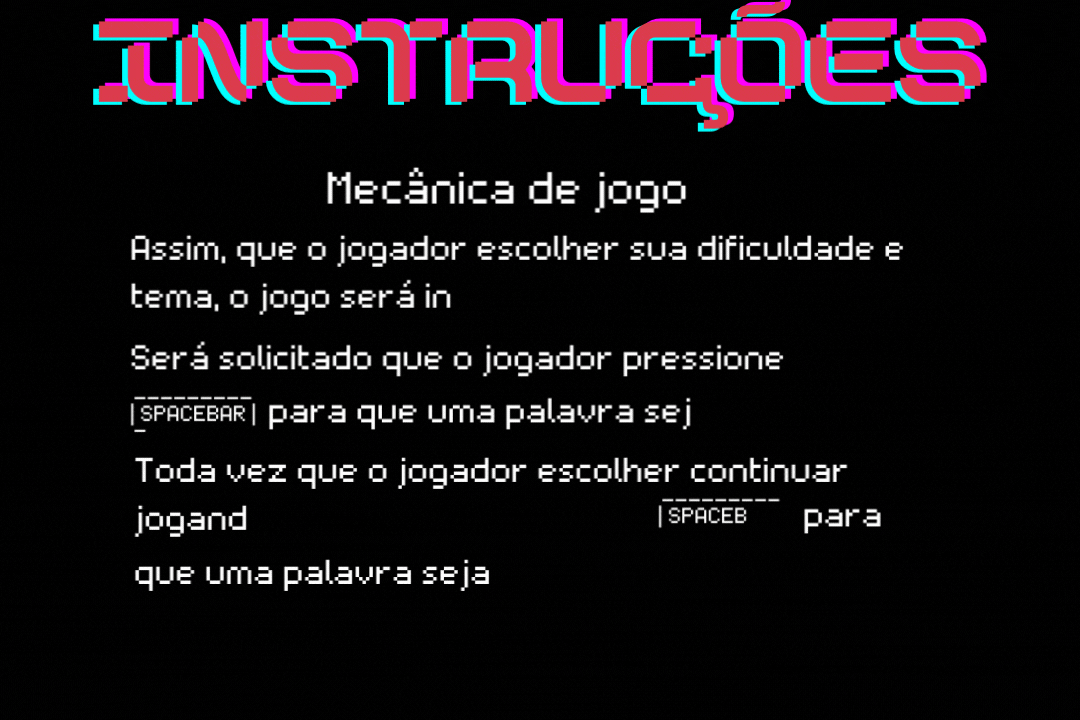 INSTRUÇÕES
Mecânica de jogo
Assim, que o jogador escolher sua dificuldade e
tema, o jogo será in
Será solicitado que o jogador pressione
|SPACEBAR| para que uma palavra sej
Toda vez que o jogador escolher continuar
jogand |SPACEB para
que uma palavra seja